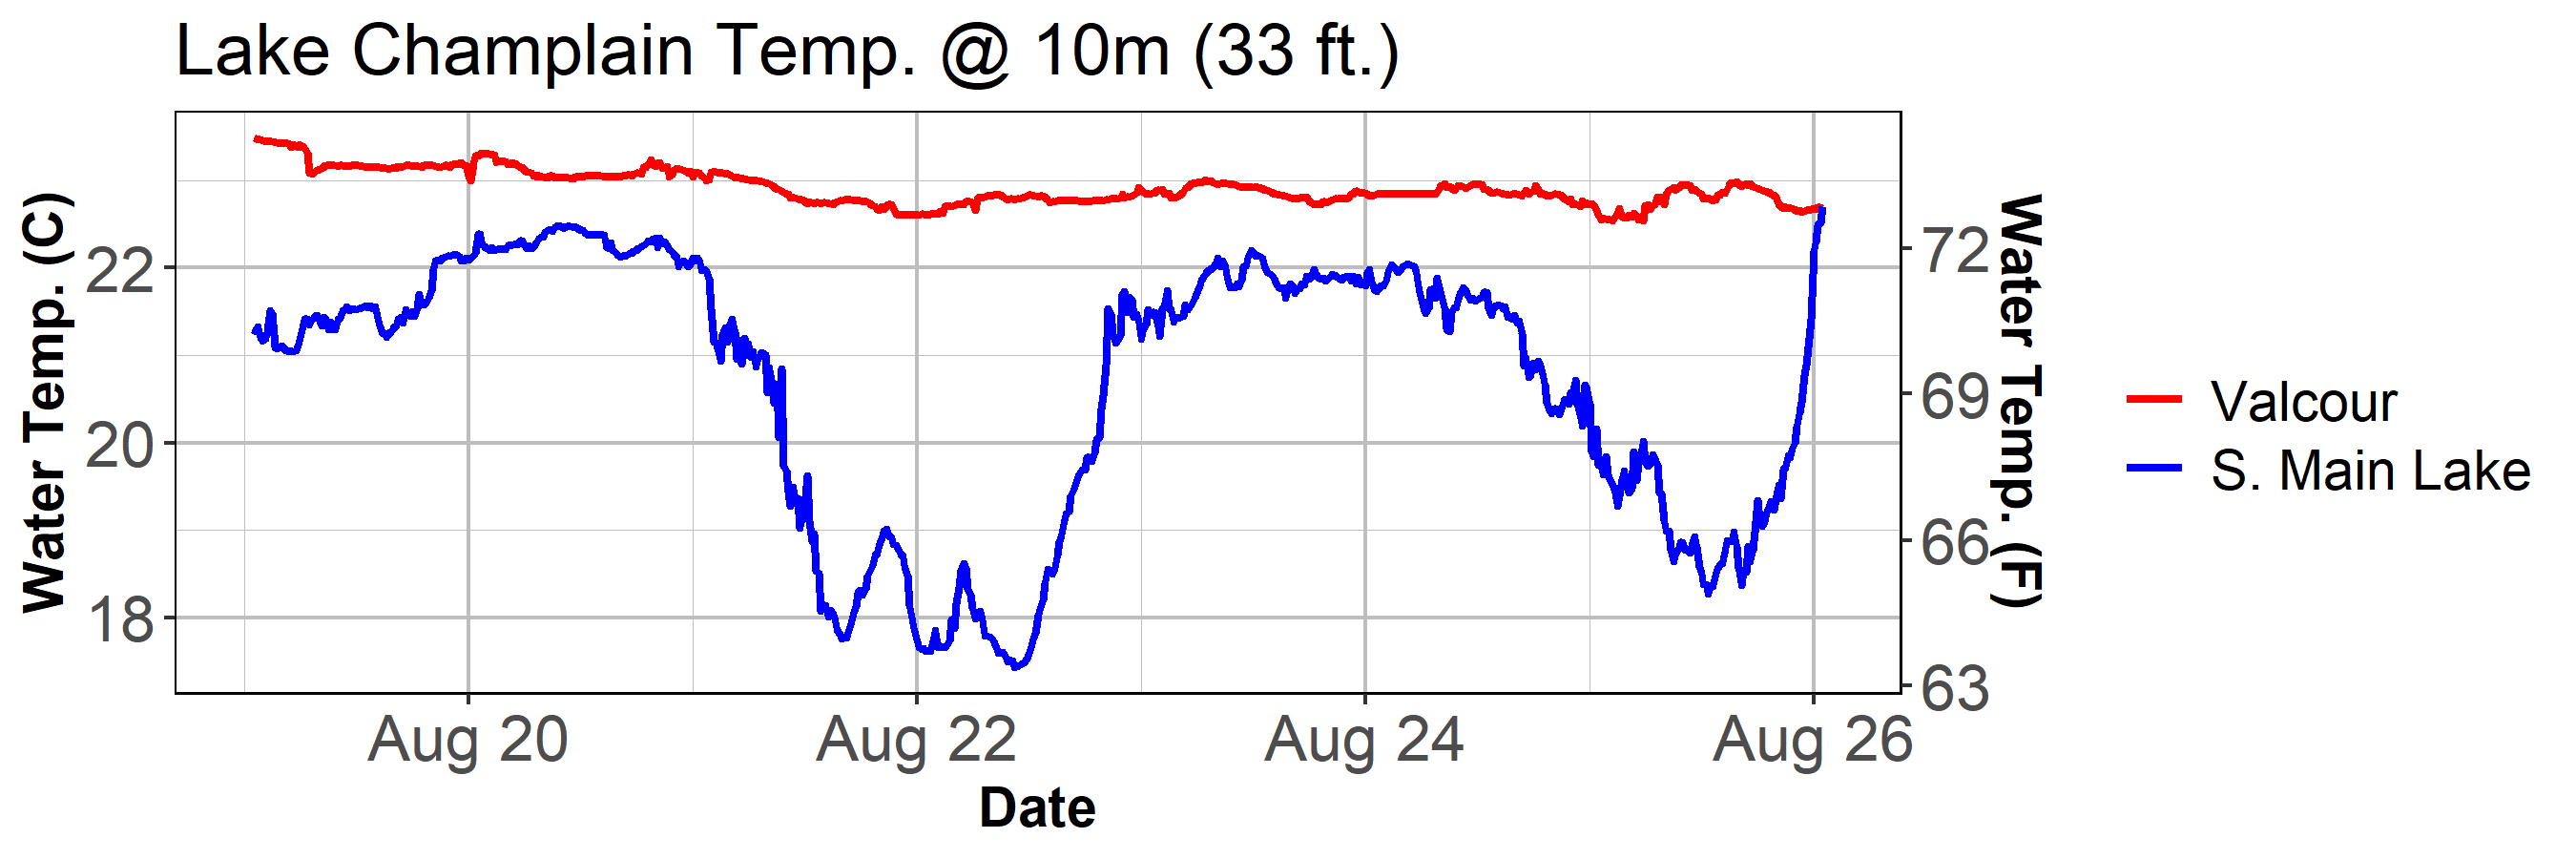 Lake Champlain Temp. @ 10m (33 ft.)
Water Temp. (C)
22
20
18
72
69
66
63
Water Temp. (F)
Aug 20
Aug 22
Aug 24
Aug 26
Date
Valcour
S. Main Lake